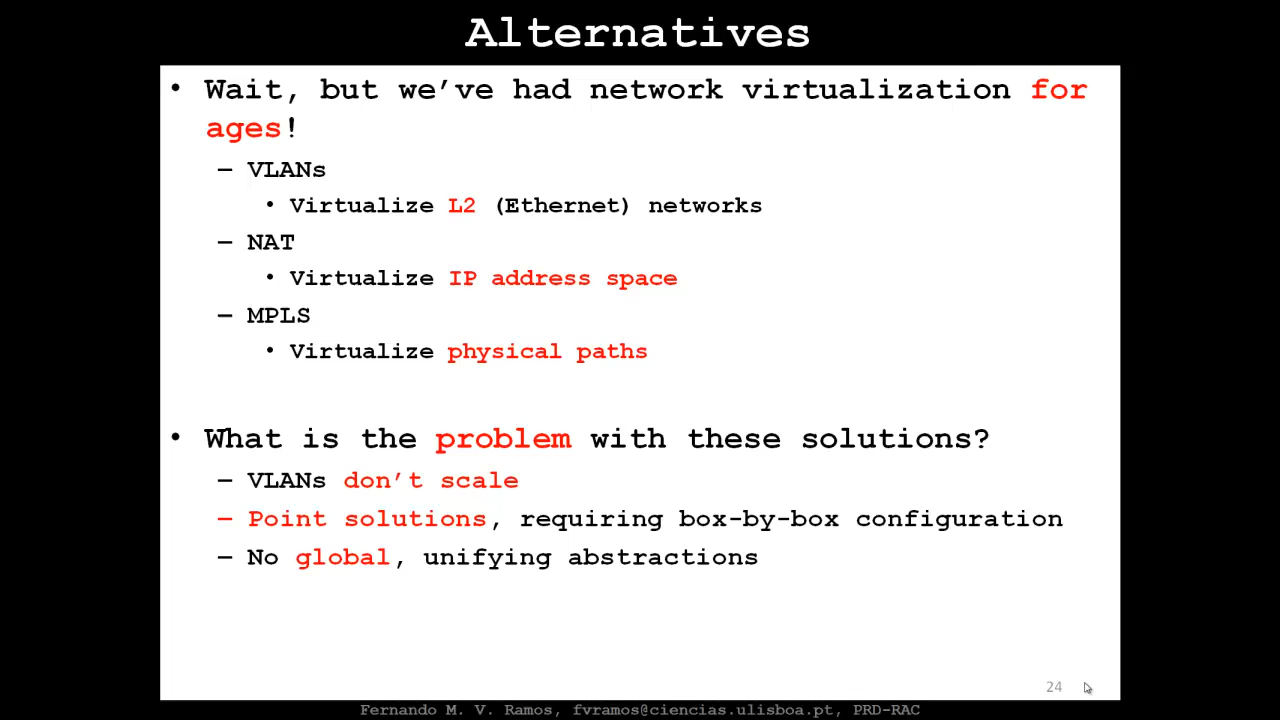 Alternatives
• Wait, but we’ve had network virtualization for
ages!
– VLANs
• Virtualize L2 (Ethernet) networks
– NAT
• Virtualize IP address space
– MPLS
• Virtualize physical paths
• What is the problem with these solutions?
– VLANs don’t scale
– Point solutions, requiring box-by-box configuration
– No global, unifying abstractions
24
Fernando M. V. Ramos, fvramos@ciencias.ulisboa.pt, PRD-RAC